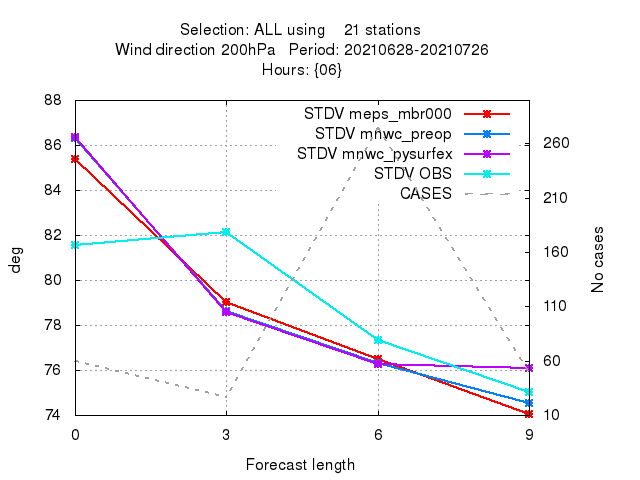 Selection: ALL using 21 stations
Wind direction 200hPa Period: 20210628-20210726
Hours: {06}
STDV meps_mbr000
STDV mnwc_preop
STDV mnwc_pysurfex
STDV OBS
CASES
88
86
84
82
80
78
76
74
260
210
160
110
60
10
deg
No cases
0 3 6 9
Forecast length